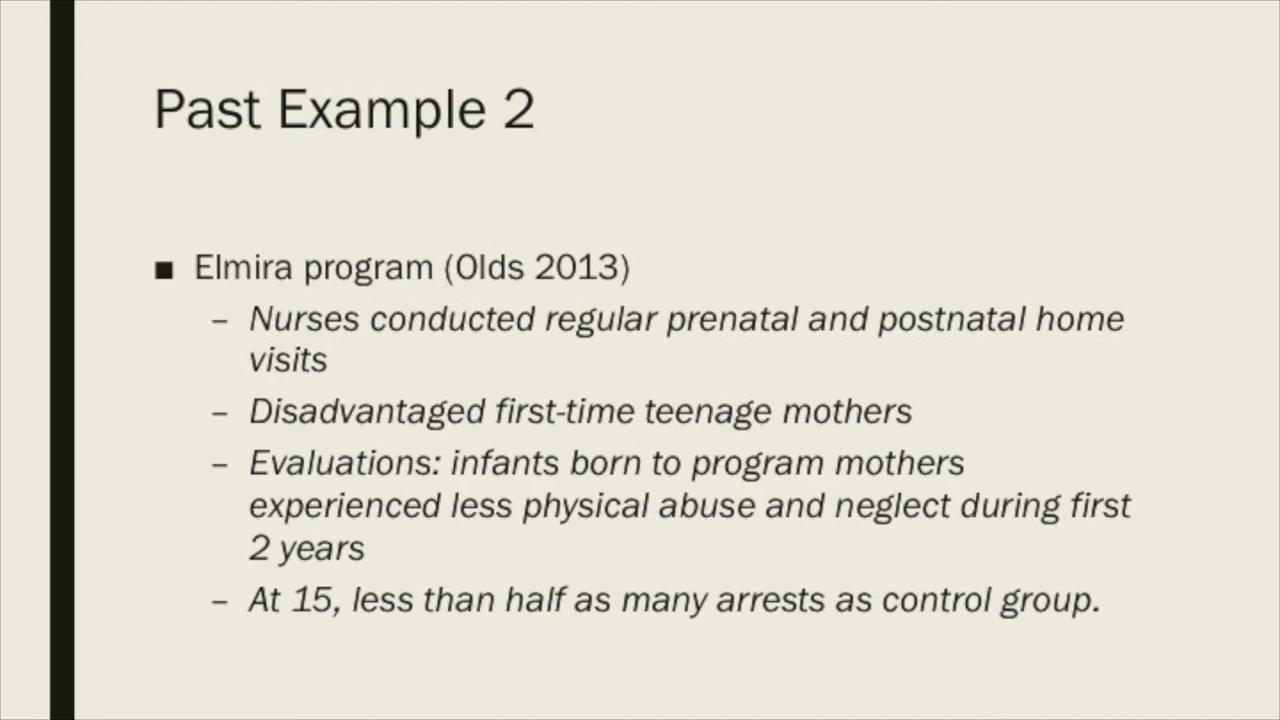 Past Example 2
■ Elmira program (Olds 2013)
– Nurses conducted regular prenatal and postnatal home
visits
– Disadvantaged first-time teenage mothers
– Evaluations: infants born to program mothers
experienced less physical abuse and neglect during first
2 years
– At 15, less than half as many arrests as control group.